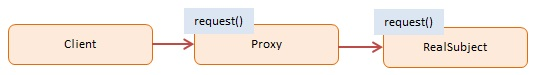 request()
request()
Client
Proxy
RealSubject